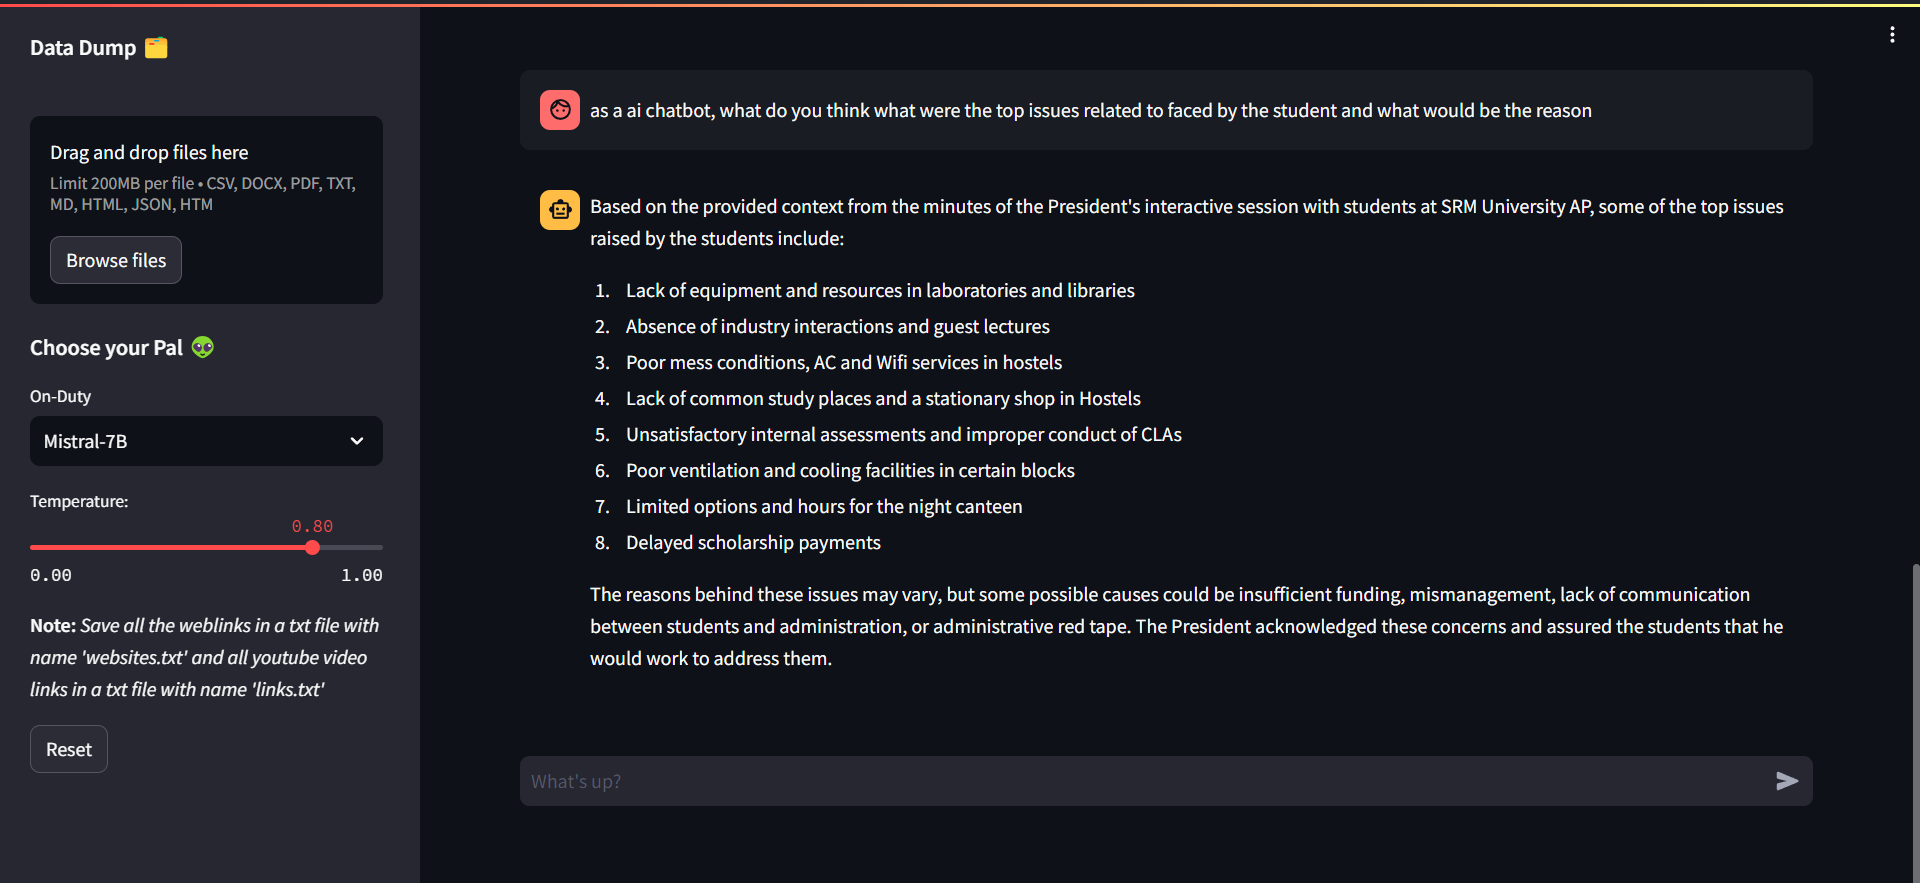 Data Dump
Drag and drop files here
Limit 200MB per file • CSV, DOCX, PDF, TXT,
MD, HTML, JSON, HTM
Browse files
Choose your Pal
On-Duty
Mistral-7B
Temperature:
0.80
0.00 1.00
Note: Save all the weblinks in a txt file with
name 'websites.txt' and all youtube video
links in a txt file with name 'links.txt'
Reset
as a ai chatbot, what do you think what were the top issues related to faced by the student and what would be the reason
Based on the provided context from the minutes of the President's interactive session with students at SRM University AP, some of the top issues
raised by the students include:
1. Lack of equipment and resources in laboratories and libraries
2. Absence of industry interactions and guest lectures
3. Poor mess conditions, AC and Wifi services in hostels
4. Lack of common study places and a stationary shop in Hostels
5. Unsatisfactory internal assessments and improper conduct of CLAs
6. Poor ventilation and cooling facilities in certain blocks
7. Limited options and hours for the night canteen
8. Delayed scholarship payments
The reasons behind these issues may vary, but some possible causes could be insufficient funding, mismanagement, lack of communication
between students and administration, or administrative red tape. The President acknowledged these concerns and assured the students that he
would work to address them.
What's up?